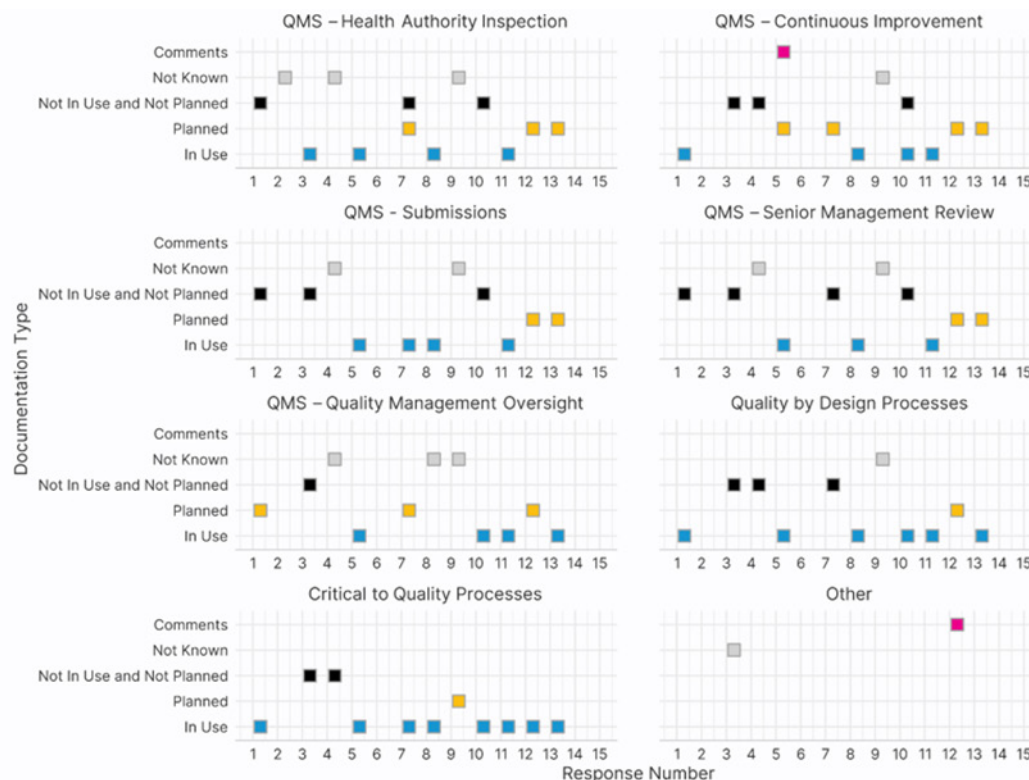 QMS – Health Authority Inspection
QMS – Continuous Improvement
Comments
Not Known
Not In Use and Not Planned
Planned
In Use
1 2 3 4 5 6 7 8 9 10 11 12 13 14 15
1 2 3 4 5 6 7 8 9 10 11 12 13 14 15
QMS - Submissions
QMS – Senior Management Review
Comments
Not Known
Not In Use and Not Planned
Planned
In Use
1 2 3 4 5 6 7 8 9 10 11 12 13 14 15
1 2 3 4 5 6 7 8 9 10 11 12 13 14 15
Documentation Type
QMS – Quality Management Oversight
Quality by Design Processes
Comments
Not Known
Not In Use and Not Planned
Planned
In Use
1 2 3 4 5 6 7 8 9 10 11 12 13 14 15
1 2 3 4 5 6 7 8 9 10 11 12 13 14 15
Critical to Quality Processes
Other
Comments
Not Known
Not In Use and Not Planned
Planned
In Use
1 2 3 4 5 6 7 8 9 10 11 12 13 14 15
1 2 3 4 5 6 7 8 9 10 11 12 13 14 15
Response Number